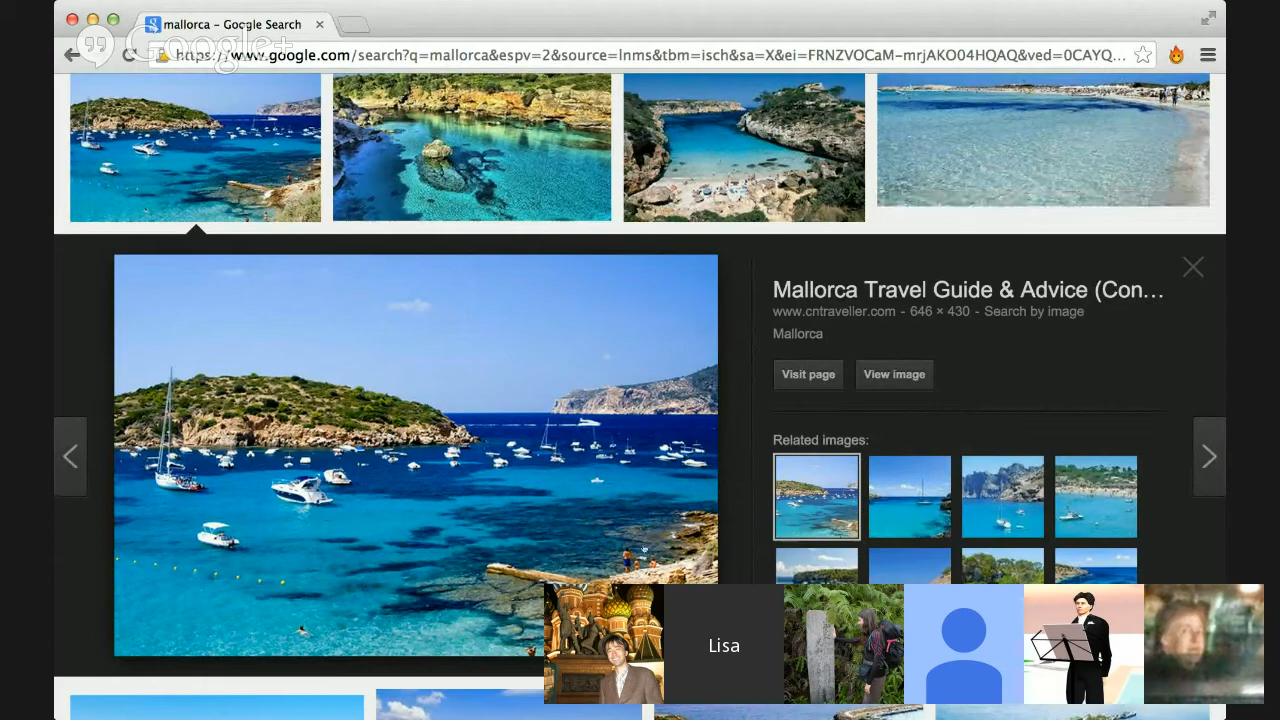 mallorca – Google Search
Google+
https://www.google.com/search?q=mallorca&espv=2&source=lnms&tbm=isch&sa=X&ei=FRNZVOCaM-mrjAKO04HQAQ&ved=0CAYQ…
Mallorca Travel Guide & Advice (Con…
www.cntraveller.com - 646 × 430 - Search by image
Mallorca
Visit page
View image
Related images:
Lisa